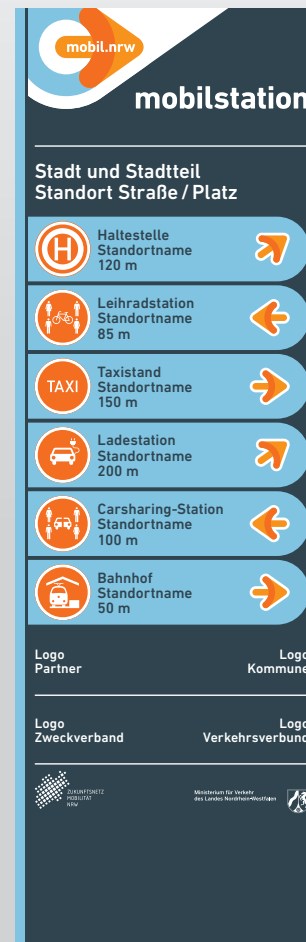 mobil.nrw
mobilstation
Stadt und Stadtteil
Standort Straße / Platz
H
Haltestelle
Standortname
120 m
Leihradstation
Standortname
85 m
TAXI
Taxistand
Standortname
150 m
Ladestation
Standortname
200 m
Carsharing-Station
Standortname
100 m
Bahnhof
Standortname
50 m
Logo
Partner
Logo
Kommune
Logo
Zweckverband
Logo
Verkehrsverbund
ZUKUNFTSNETZ
MOBILITÄT
NRW
Ministerium für Verkehr
des Landes Nordrhein-Westfalen